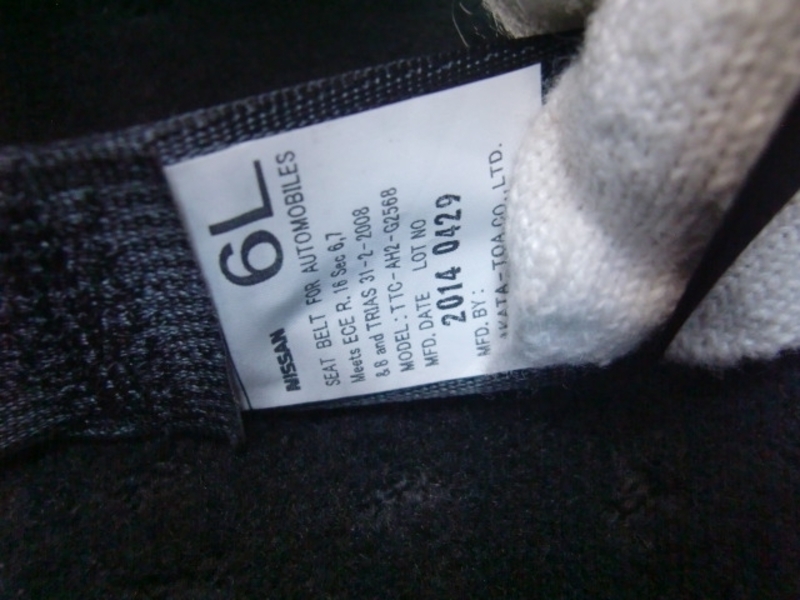 6L
NISSAN
SEAT BELT FOR AUTOMOBILES
Meets ECE R. 16 Sec 6,7
& 8 and TRIAS 31-2-2008
MODEL: TTC-AH2-G2568
MFD. DATE LOT NO
2014 0429
MFD. BY:
KATA-TOA CO., LTD.